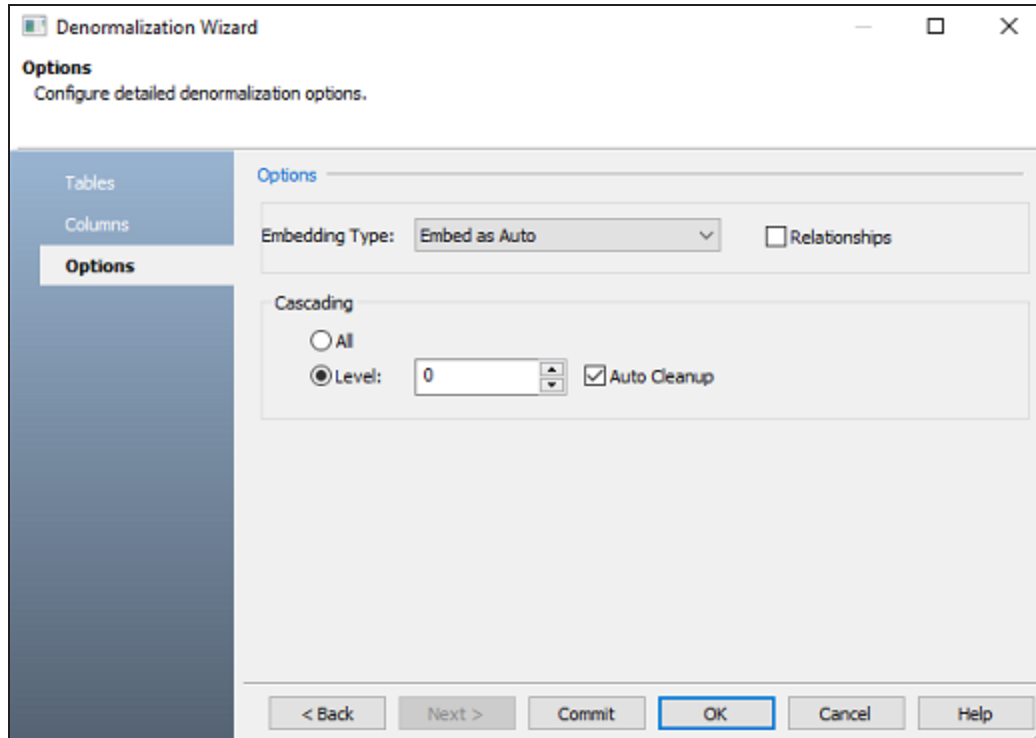 Denormalization Wizard
Options
Configure detailed denormalization options.
Tables
Columns
Options
Options
Embedding Type: Embed as Auto Relationships
Cascading
All
Level: 0 Auto Cleanup
< Back Next > Commit OK Cancel Help